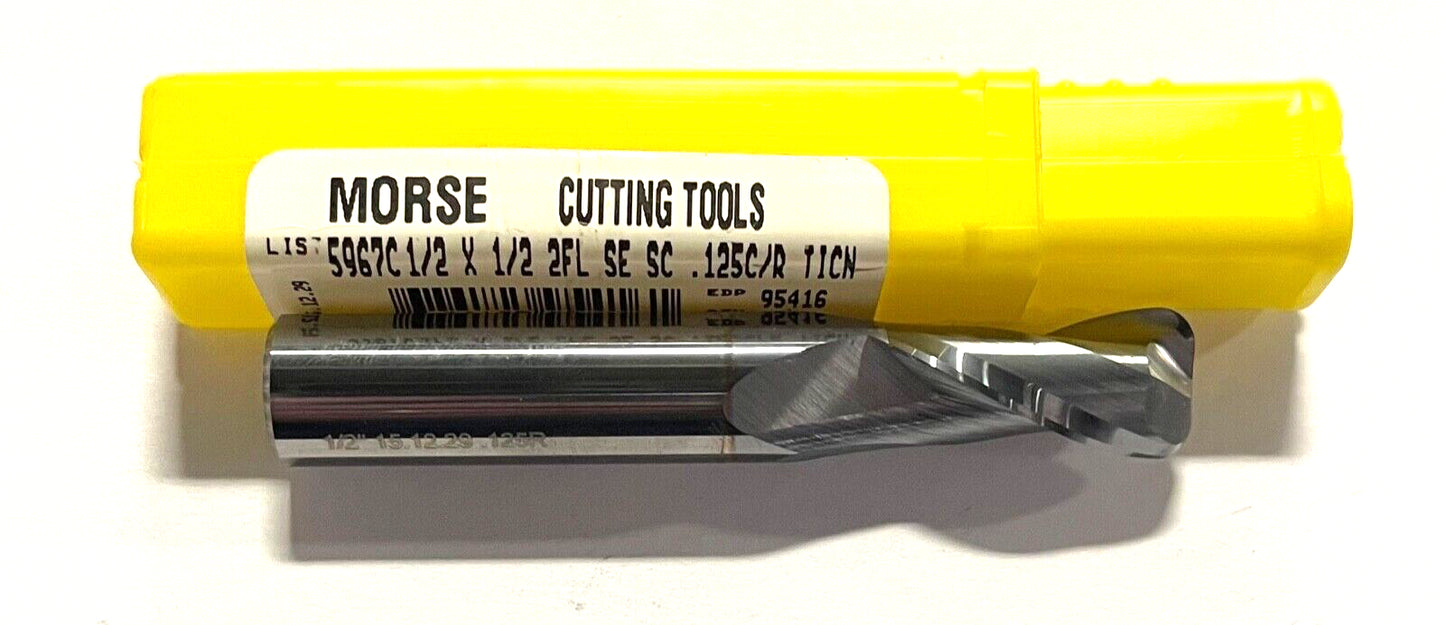 MORSE CUTTING TOOLS
LIST 5967C 1/2 X 1/2 2FL SE SC .125C/R TICN
EDP 95416
1/2" 15.12.29 .125R